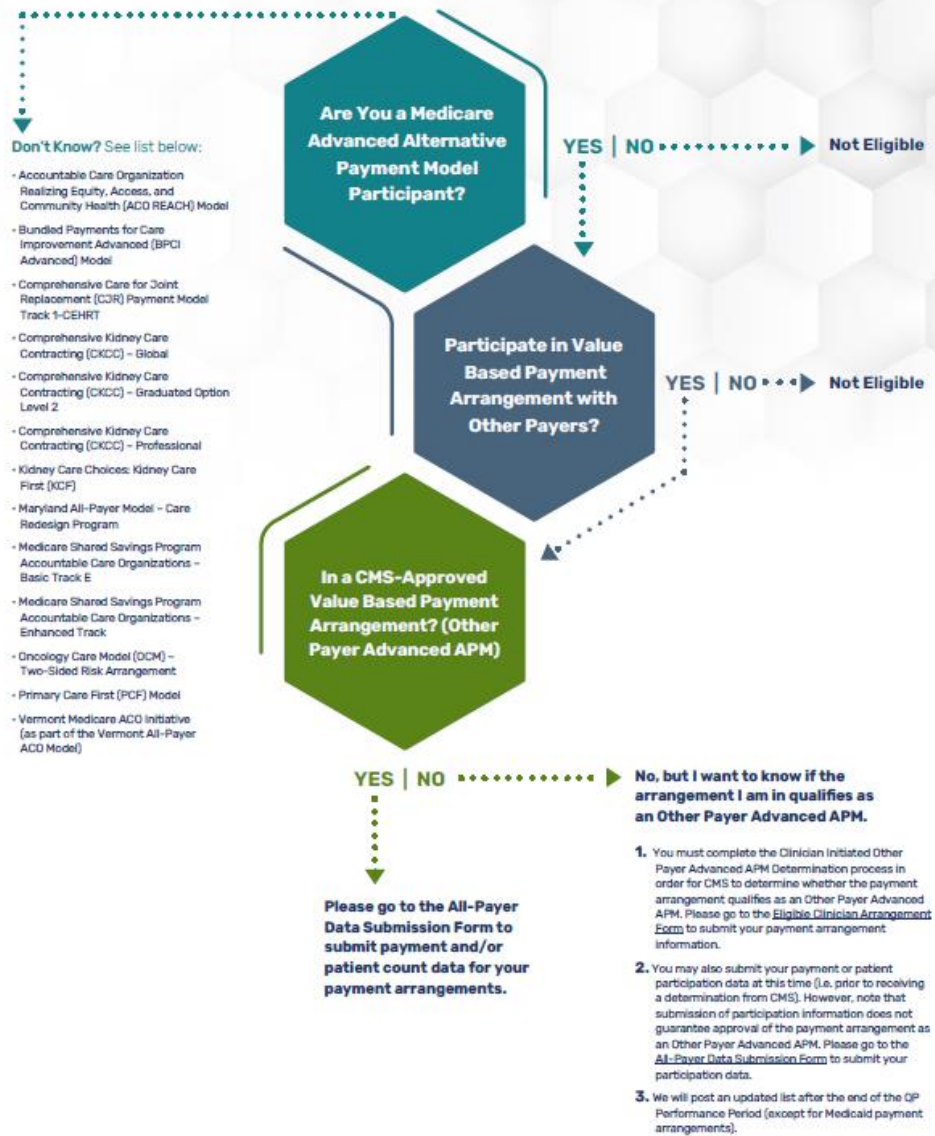 Are You a Medicare
Advanced Alternative
Payment Model
Participant?
YES | NO
Not Eligible
Don't Know? See list below:
• Accountable Care Organization
Realizing Equity, Access, and
Community Health (ACO REACH) Model
• Bundled Payments for Care
Improvement Advanced (BPCI
Advanced) Model
• Comprehensive Care for Joint
Replacement (CJR) Payment Model
Track 1-CEHRT
• Comprehensive Kidney Care
Contracting (CKCC) – Global
• Comprehensive Kidney Care
Contracting (CKCC) – Graduated Option
Level 2
• Comprehensive Kidney Care
Contracting (CKCC) – Professional
• Kidney Care Choices: Kidney Care
First (KCF)
• Maryland All-Payer Model – Care
Redesign Program
• Medicare Shared Savings Program
Accountable Care Organizations –
Basic Track E
• Medicare Shared Savings Program
Accountable Care Organizations –
Enhanced Track
• Oncology Care Model (OCM) –
Two-Sided Risk Arrangement
• Primary Care First (PCF) Model
• Vermont Medicare ACO Initiative
(as part of the Vermont All-Payer
ACO Model)
Participate in Value
Based Payment
Arrangement with
Other Payers?
YES | NO
Not Eligible
In a CMS-Approved
Value Based Payment
Arrangement? (Other
Payer Advanced APM)
YES | NO
Please go to the All-Payer
Data Submission Form to
submit payment and/or
patient count data for your
payment arrangements.
No, but I want to know if the
arrangement I am in qualifies as
an Other Payer Advanced APM.
1. You must complete the Clinician Initiated Other
Payer Advanced APM Determination process in
order for CMS to determine whether the payment
arrangement qualifies as an Other Payer Advanced
APM. Please go to the Eligible Clinician Arrangement
Form to submit your payment arrangement
information.
2. You may also submit your payment or patient
participation data at this time (i.e. prior to receiving
a determination from CMS). However, note that
submission of participation information does not
guarantee approval of the payment arrangement as
an Other Payer Advanced APM. Please go to the
All-Payer Data Submission Form to submit your
participation data.
3. We will post an updated list after the end of the QP
Performance Period (except for Medicaid payment
arrangements).